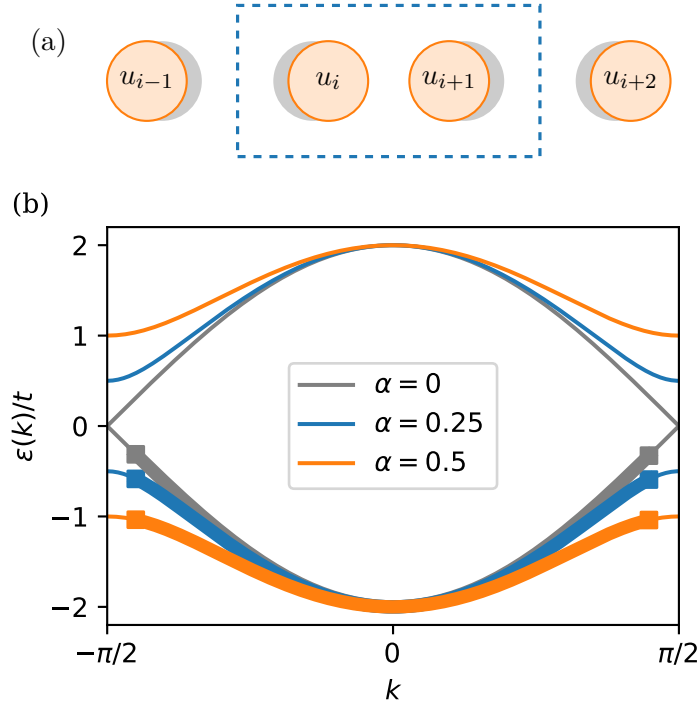 (a)
u_{i−1} u_i u_{i+1} u_{i+2}
(b)
ε(k)/t
2
1
0
−1
−2
α = 0
α = 0.25
α = 0.5
−π/2 0 π/2
k